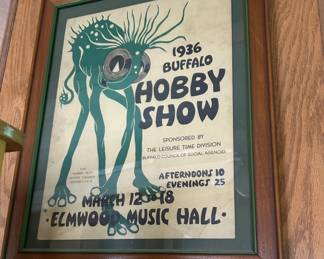 1936
BUFFALO
HOBBY
SHOW
SPONSORED BY
THE LEISURE TIME DIVISION
BUFFALO COUNCIL OF SOCIAL AGENCIES
AFTERNOONS 10
EVENINGS 25
MARCH 12 TO 18
·ELMWOOD MUSIC HALL·